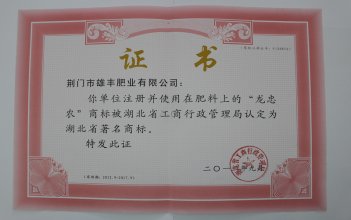 证 书
荆门市雄丰肥业有限公司：
你单位注册并使用在肥料上的“龙忠
农”商标被湖北省工商行政管理局认定为
湖北省著名商标。
特发此证